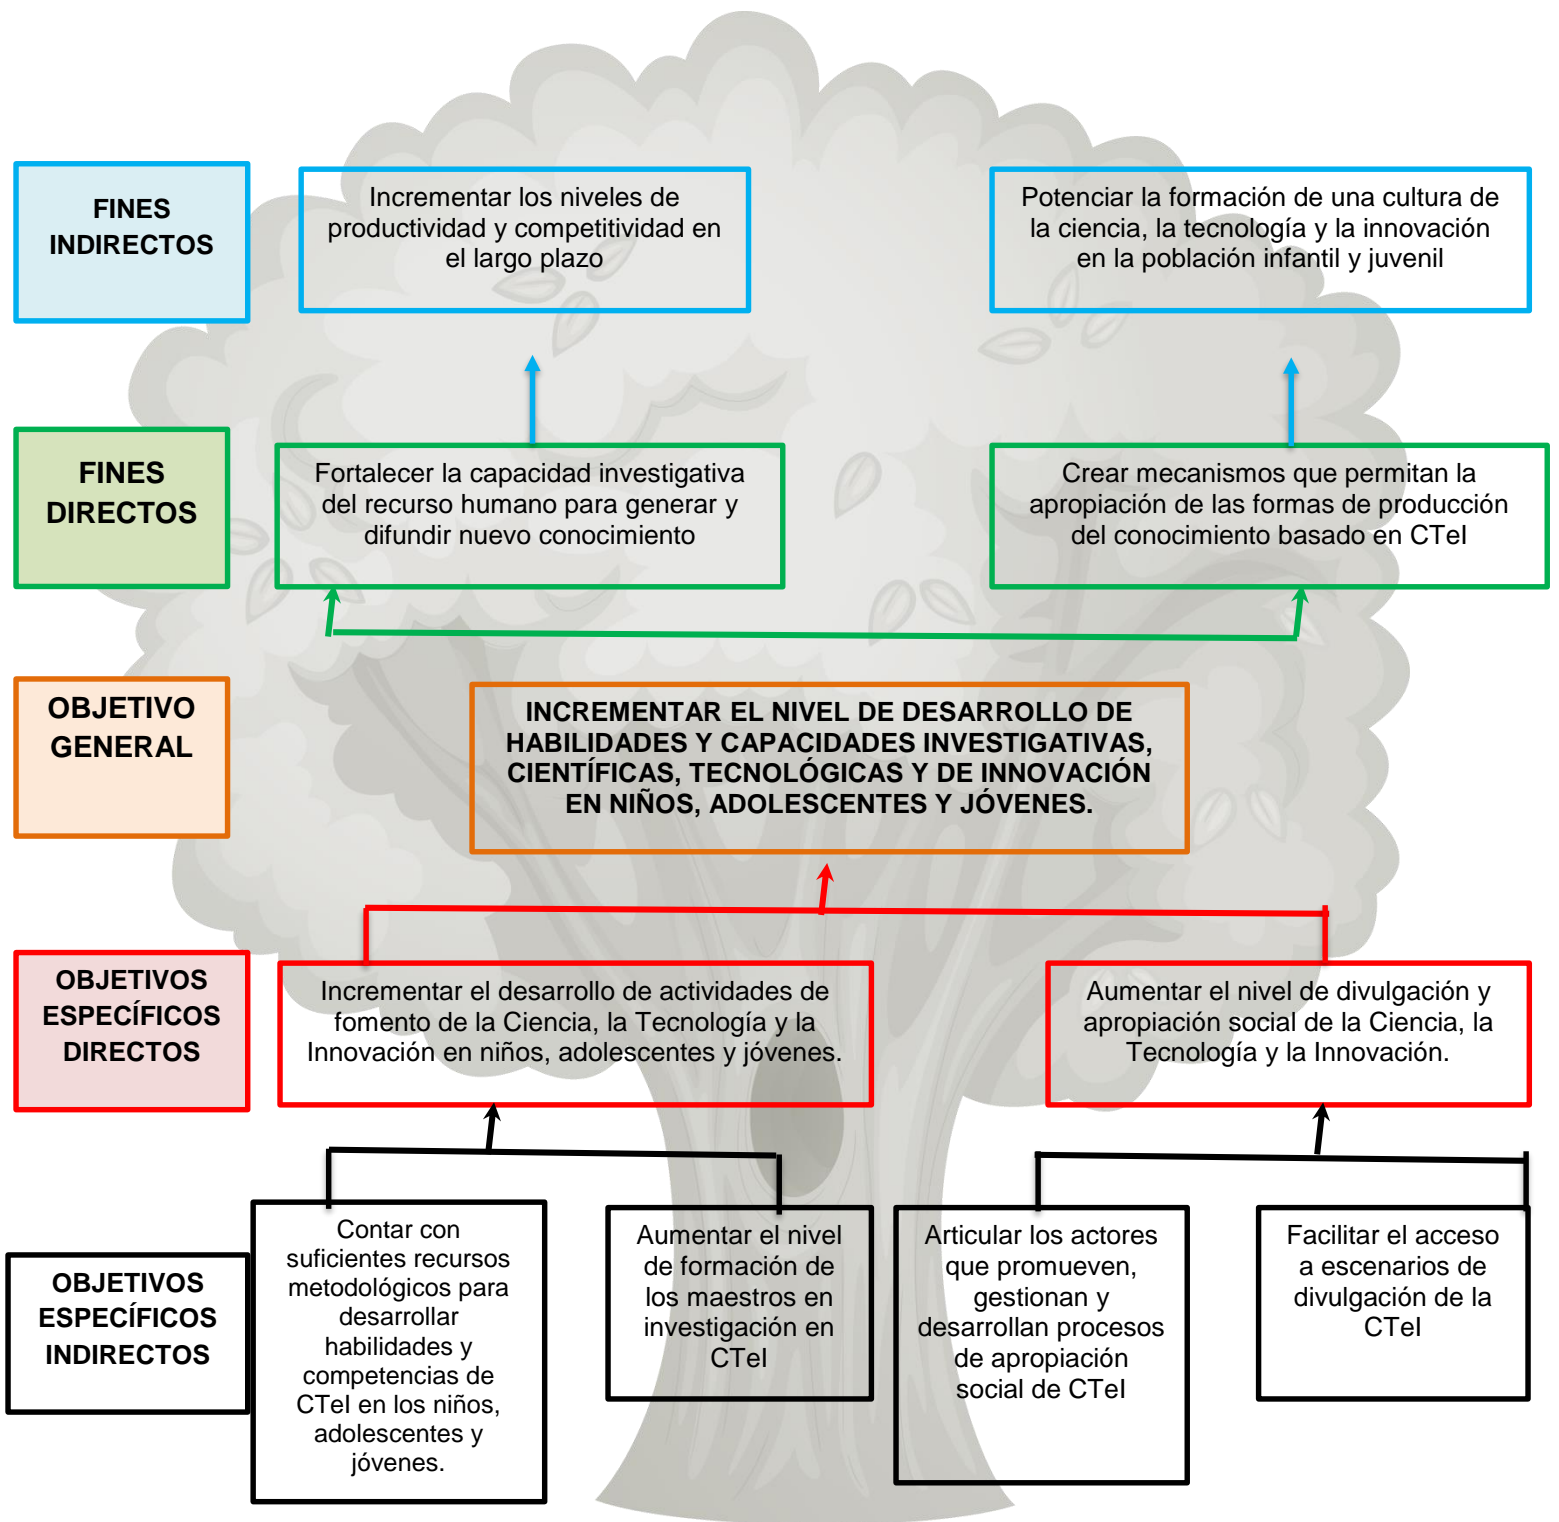 FINES
INDIRECTOS
Incrementar los niveles de
productividad y competitividad en
el largo plazo
Potenciar la formación de una cultura de
la ciencia, la tecnología y la innovación
en la población infantil y juvenil
FINES
DIRECTOS
Fortalecer la capacidad investigativa
del recurso humano para generar y
difundir nuevo conocimiento
Crear mecanismos que permitan la
apropiación de las formas de producción
del conocimiento basado en CTeI
OBJETIVO
GENERAL
INCREMENTAR EL NIVEL DE DESARROLLO DE
HABILIDADES Y CAPACIDADES INVESTIGATIVAS,
CIENTÍFICAS, TECNOLÓGICAS Y DE INNOVACIÓN
EN NIÑOS, ADOLESCENTES Y JÓVENES.
OBJETIVOS
ESPECÍFICOS
DIRECTOS
Incrementar el desarrollo de actividades de
fomento de la Ciencia, la Tecnología y la
Innovación en niños, adolescentes y jóvenes.
Aumentar el nivel de divulgación y
apropiación social de la Ciencia, la
Tecnología y la Innovación.
OBJETIVOS
ESPECÍFICOS
INDIRECTOS
Contar con
suficientes recursos
metodológicos para
desarrollar
habilidades y
competencias de
CTeI en los niños,
adolescentes y
jóvenes.
Aumentar el nivel
de formación de
los maestros en
investigación en
CTeI
Articular los actores
que promueven,
gestionan y
desarrollan procesos
de apropiación
social de CTeI
Facilitar el acceso
a escenarios de
divulgación de la
CTeI